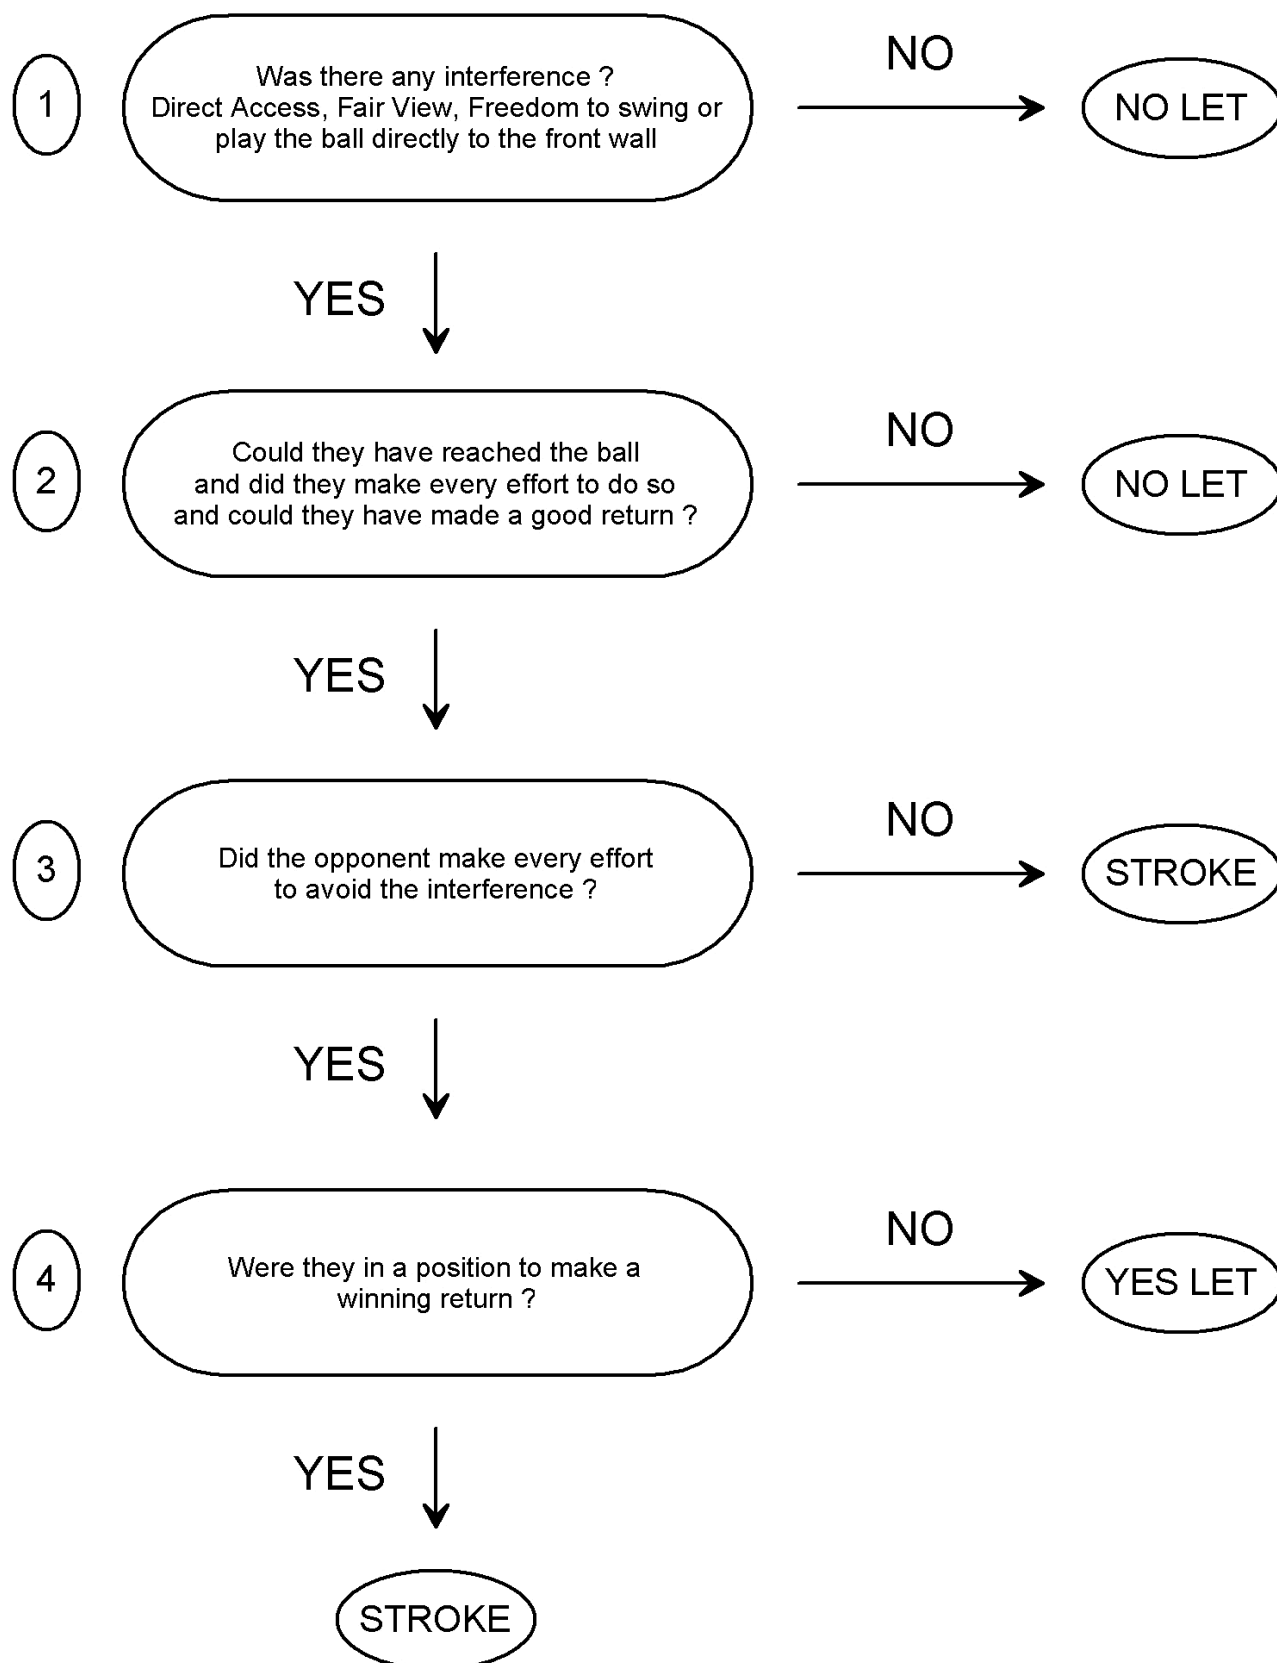 1
Was there any interference ?
Direct Access, Fair View, Freedom to swing or
play the ball directly to the front wall
NO
NO LET
YES
2
Could they have reached the ball
and did they make every effort to do so
and could they have made a good return ?
NO
NO LET
YES
3
Did the opponent make every effort
to avoid the interference ?
NO
STROKE
YES
4
Were they in a position to make a
winning return ?
NO
YES LET
YES
STROKE